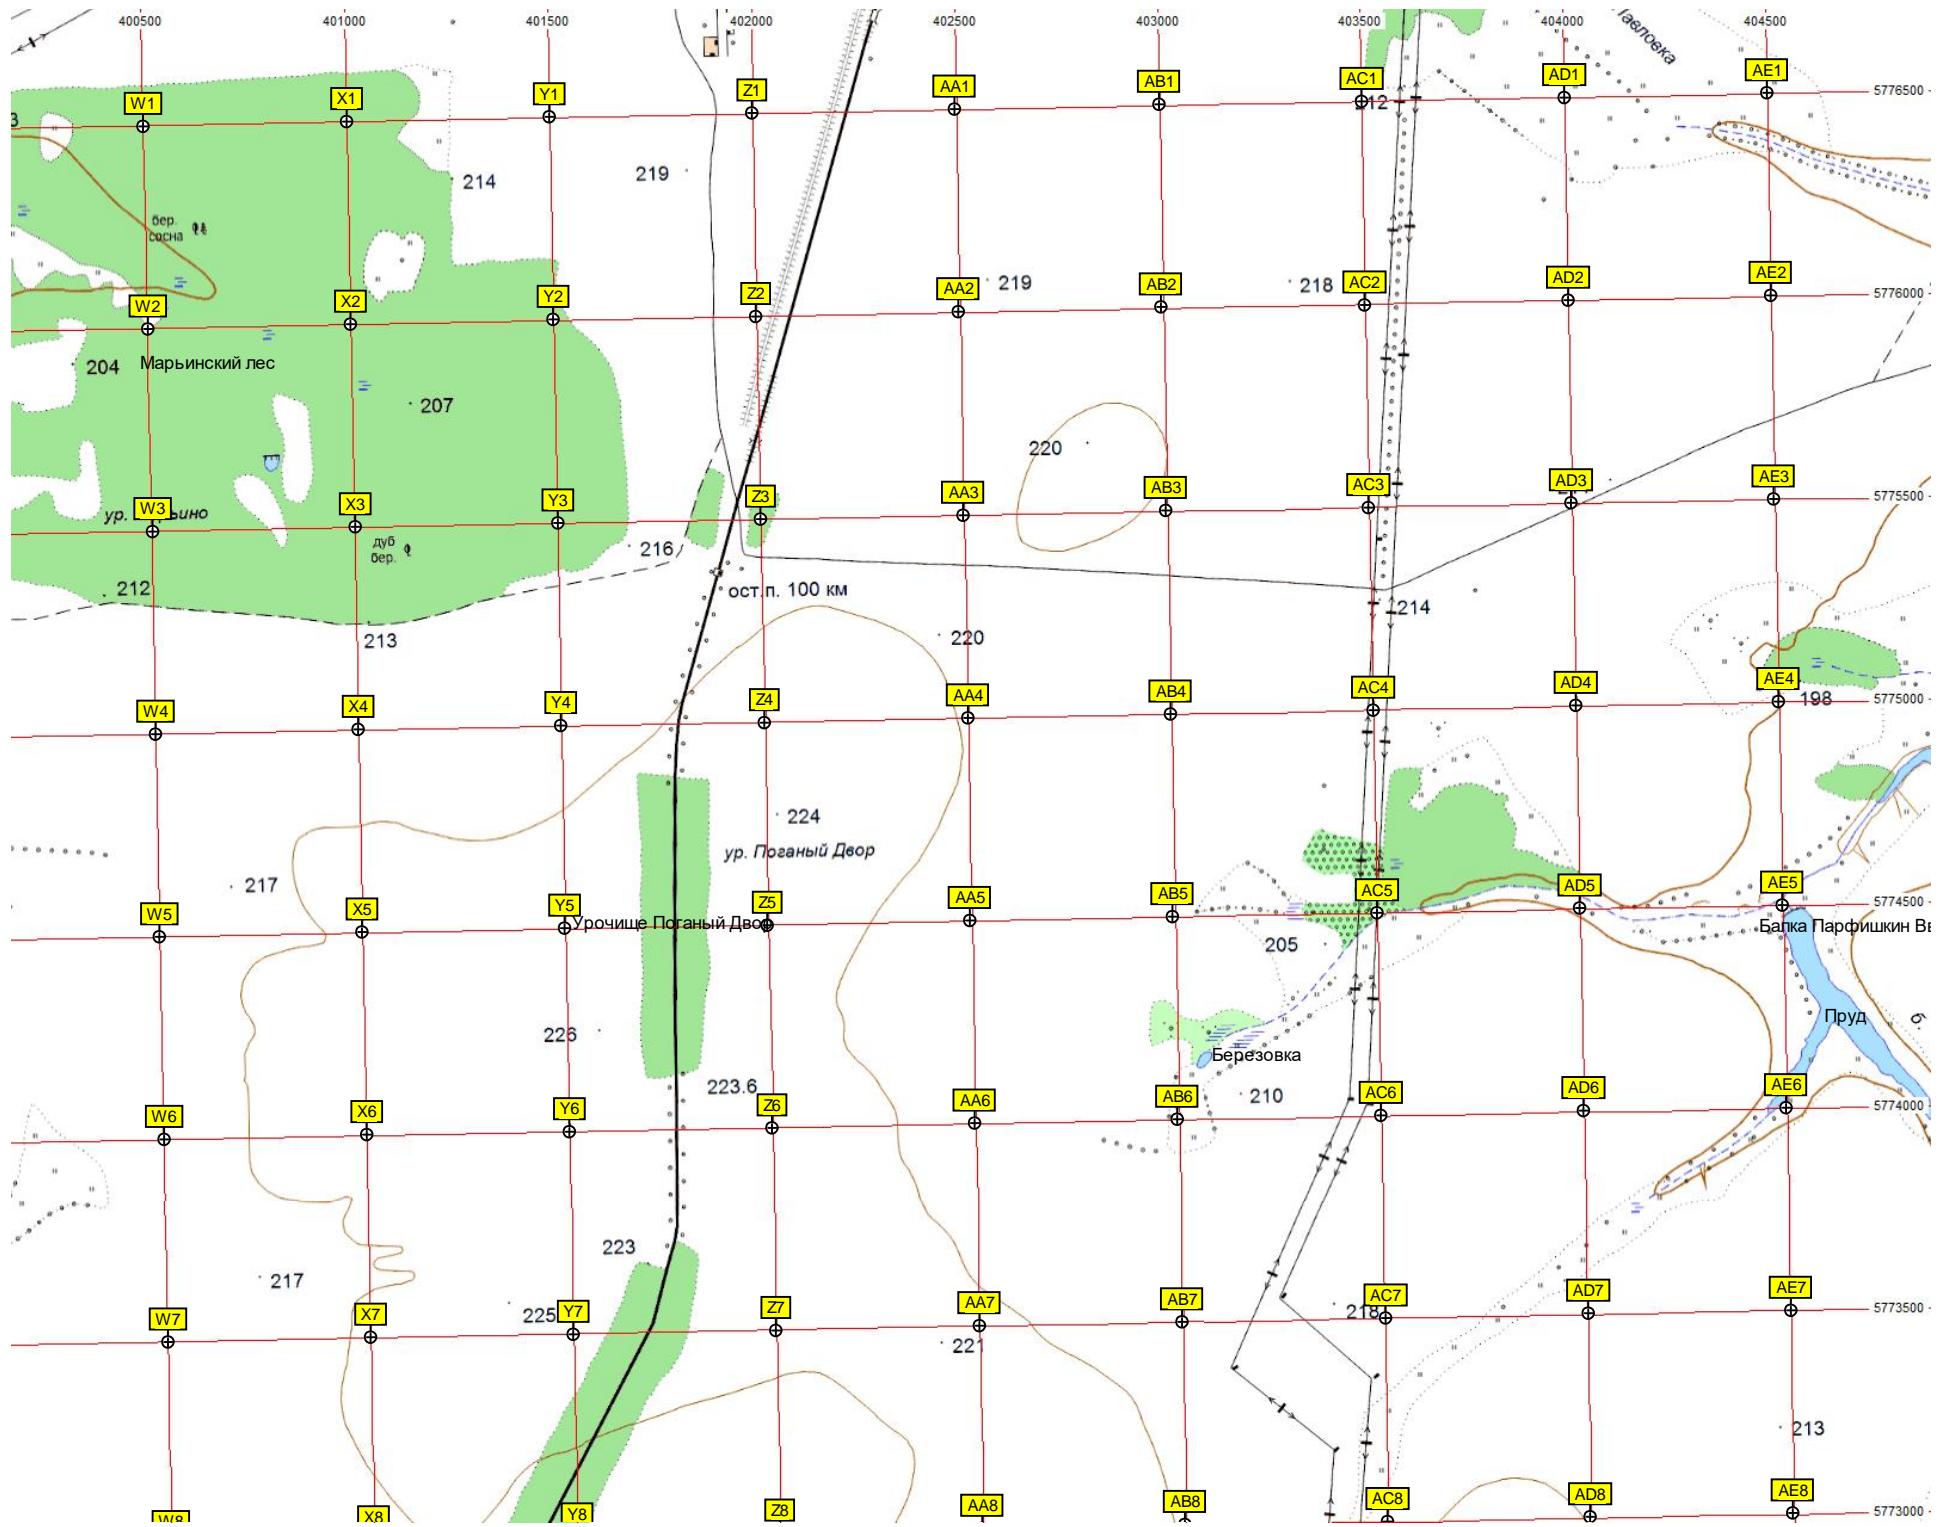 400500 401000 401500 402000 402500 403000 403500 404000 404500
W1 X1 Y1 Z1 AA1 AB1 AC1 AD1 AE1 5776500
3
212
214
219
бер.
сосна
W2 X2 Y2 Z2 AA2 AB2 AC2 AD2 AE2 5776000
219
218
204
Марьинский лес
207
220
W3 X3 Y3 Z3 AA3 AB3 AC3 AD3 AE3 5775500
ур.
дуб
бер.
216
212
ост.п. 100 км
214
213
220
W4 X4 Y4 Z4 AA4 AB4 AC4 AD4 AE4 5775000
198
224
ур. Поганый Двор
217
W5 X5 Y5 Z5 AA5 AB5 AC5 AD5 AE5 5774500
Урочище Поганый Двор
Балка Парфишкин
205
Пруд
б.
226
Березовка
223.6
210
W6 X6 Y6 Z6 AA6 AB6 AC6 AD6 AE6 5774000
223
217
W7 X7 Y7 Z7 AA7 AB7 AC7 AD7 AE7 5773500
225
218
221
213
W8 X8 Y8 Z8 AA8 AB8 AC8 AD8 AE8 5773000